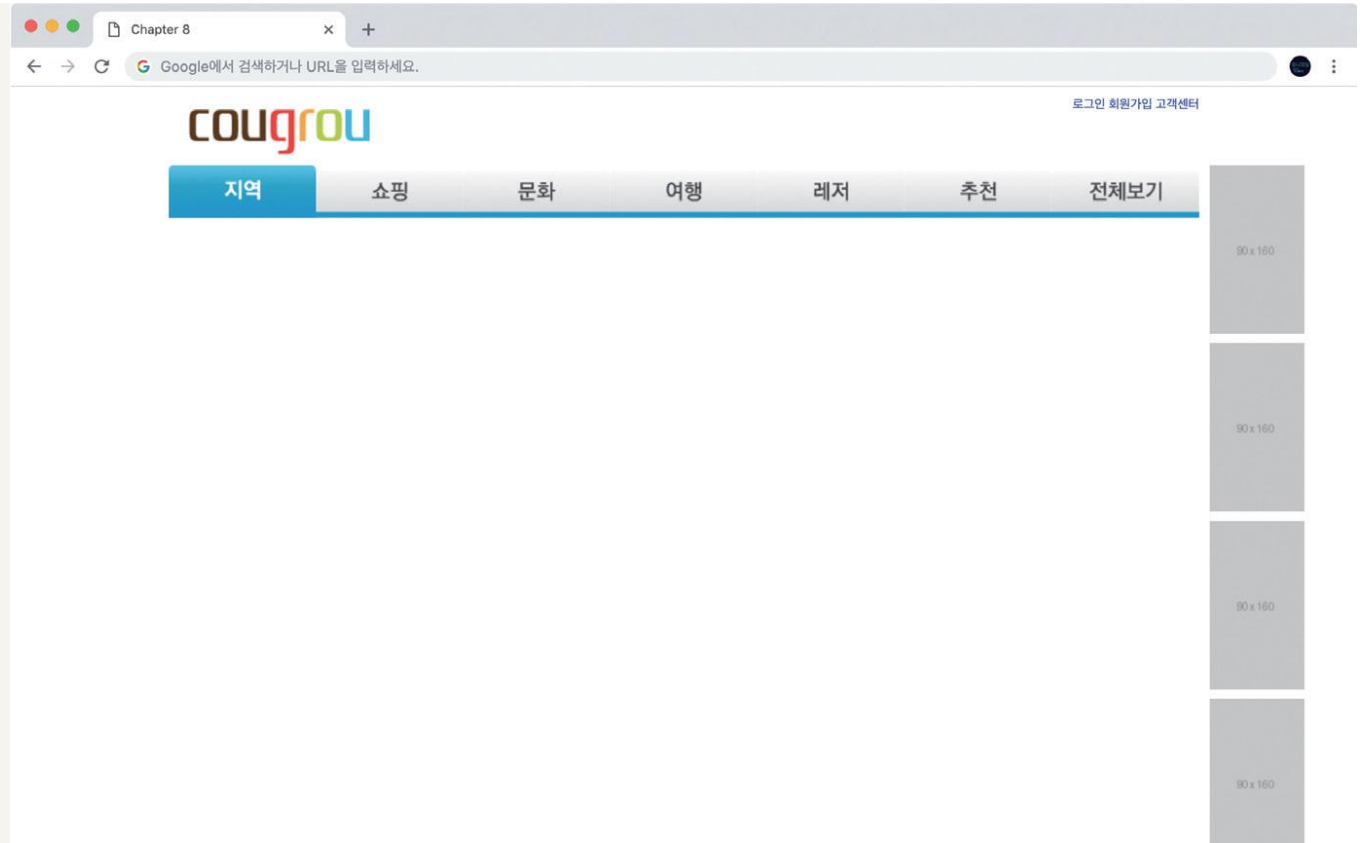 Chapter 8
Google에서 검색하거나 URL을 입력하세요.
로그인 회원가입 고객센터
cougrou
지역 쇼핑 문화 여행 레저 추천 전체보기
90 x 160
90 x 160
90 x 160
90 x 160